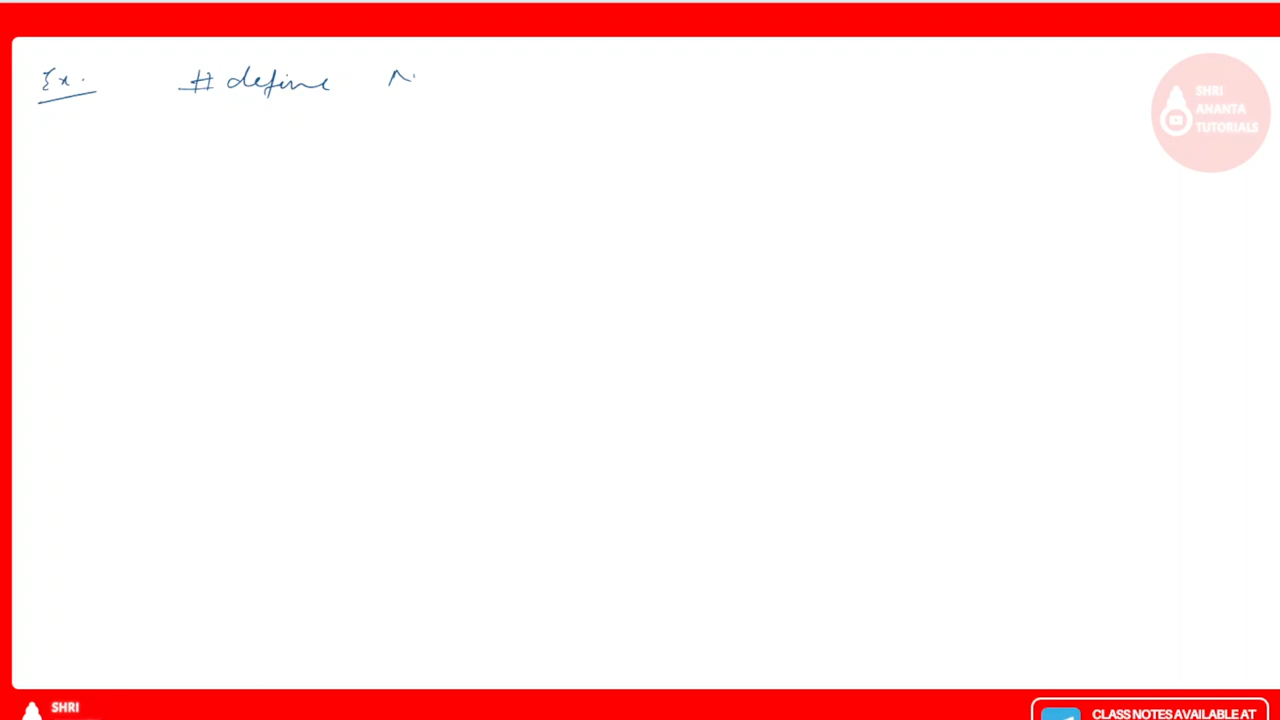 Ex. #define
SHRI
ANANTA
TUTORIALS
SHRI
CLASS NOTES AVAILABLE AT